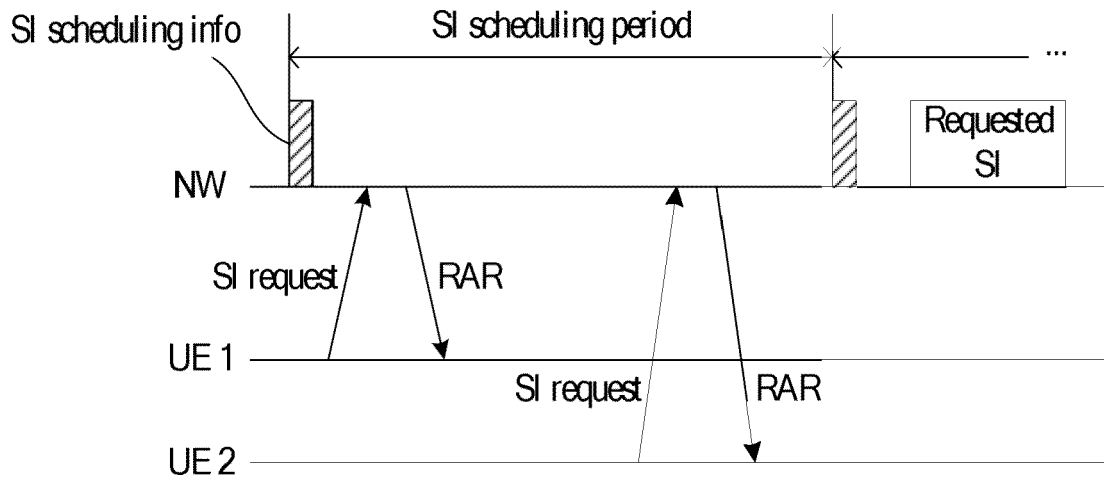 SI scheduling info
SI scheduling period
...
Requested
SI
NW
SI request
RAR
UE 1
SI request
RAR
UE 2